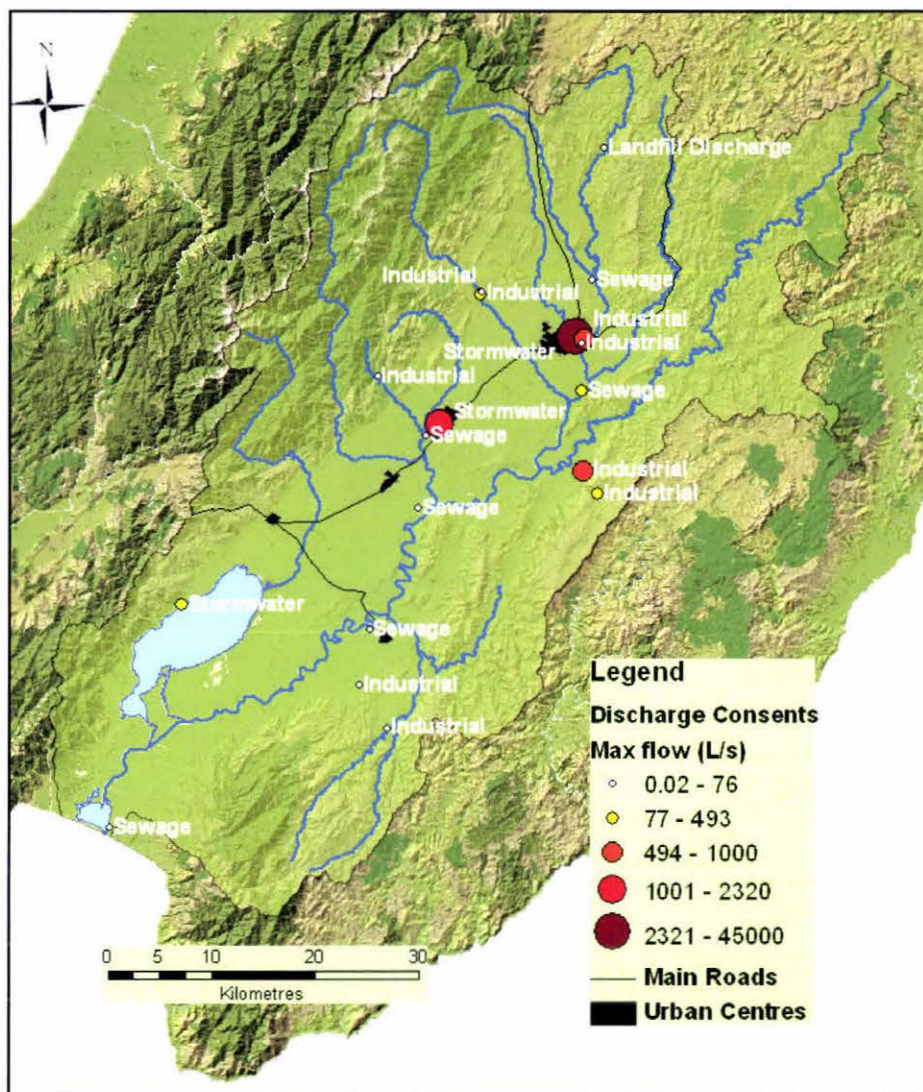 N
Landfill Discharge
Industrial
Industrial
Sewage
Industrial
Industrial
Stormwater
Industrial
Sewage
Stormwater
Sewage
Industrial
Industrial
Sewage
Stormwater
Sewage
Industrial
Industrial
Sewage
Legend
Discharge Consents
Max flow (L/s)
0.02 - 76
77 - 493
494 - 1000
1001 - 2320
2321 - 45000
Main Roads
Urban Centres
0 5 10 20 30
Kilometres